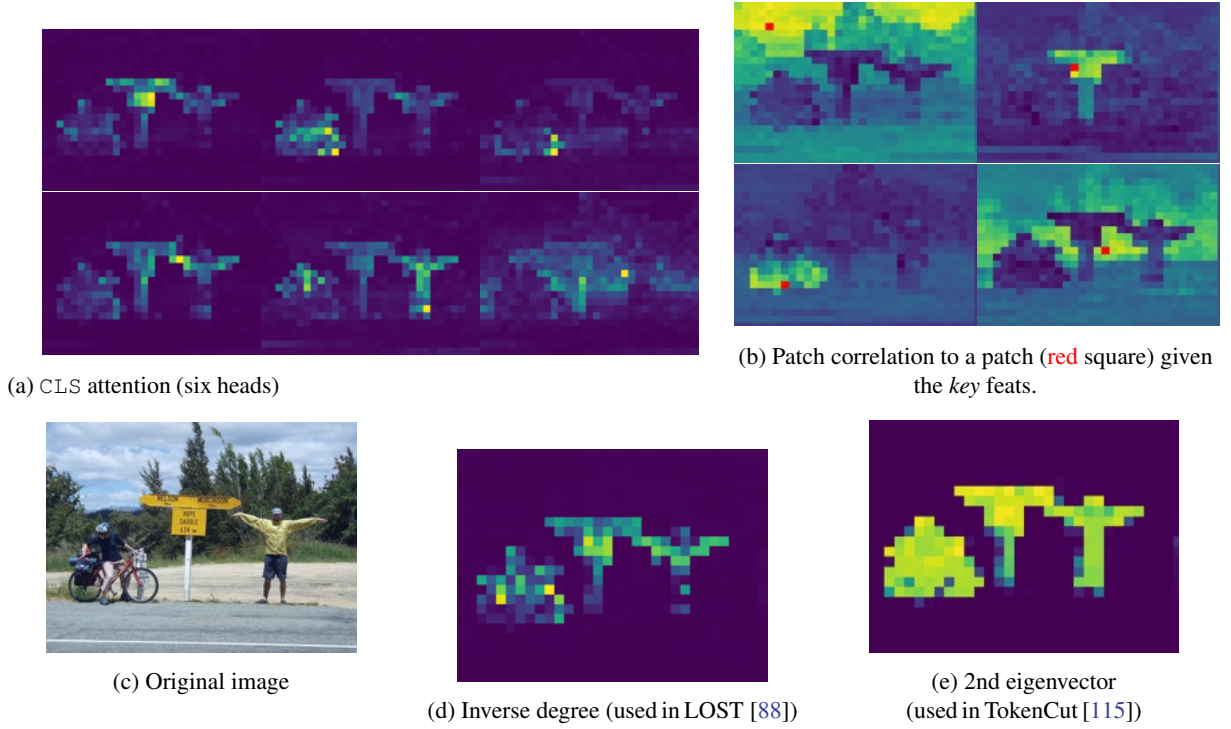 (a) CLS attention (six heads)
(b) Patch correlation to a patch (red square) given
the key feats.
NELSON MURCHISON
HOPE
SADDLE
634 m
(c) Original image
(d) Inverse degree (used in LOST [88])
(e) 2nd eigenvector
(used in TokenCut [115])